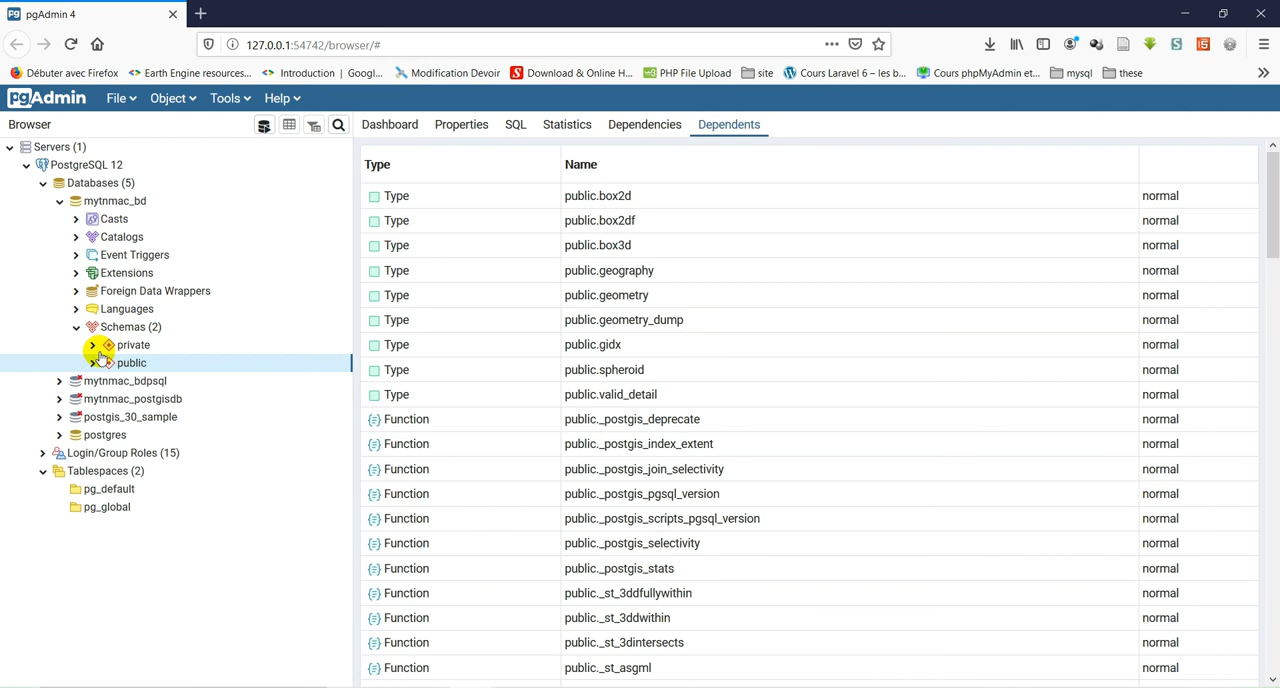 pgAdmin 4
127.0.0.1:54742/browser/#
Débuter avec Firefox Earth Engine resources... Introduction | Googl... Modification Devoir Download & Online H... PHP File Upload site Cours Laravel 6 – les b... Cours phpMyAdmin et... mysql these
pgAdmin File Object Tools Help
Browser
Dashboard Properties SQL Statistics Dependencies Dependents
Servers (1)
PostgreSQL 12
Databases (5)
mytnmac_bd
Casts
Catalogs
Event Triggers
Extensions
Foreign Data Wrappers
Languages
Schemas (2)
private
public
mytnmac_bdpsql
mytnmac_postgisdb
postgis_30_sample
postgres
Login/Group Roles (15)
Tablespaces (2)
pg_default
pg_global
Type Name
Type public.box2d normal
Type public.box2df normal
Type public.box3d normal
Type public.geography normal
Type public.geometry normal
Type public.geometry_dump normal
Type public.gidx normal
Type public.spheroid normal
Type public.valid_detail normal
Function public._postgis_deprecate normal
Function public._postgis_index_extent normal
Function public._postgis_join_selectivity normal
Function public._postgis_pgsql_version normal
Function public._postgis_scripts_pgsql_version normal
Function public._postgis_selectivity normal
Function public._postgis_stats normal
Function public._st_3ddfullywithin normal
Function public._st_3ddwithin normal
Function public._st_3dintersects normal
Function public._st_asgml normal